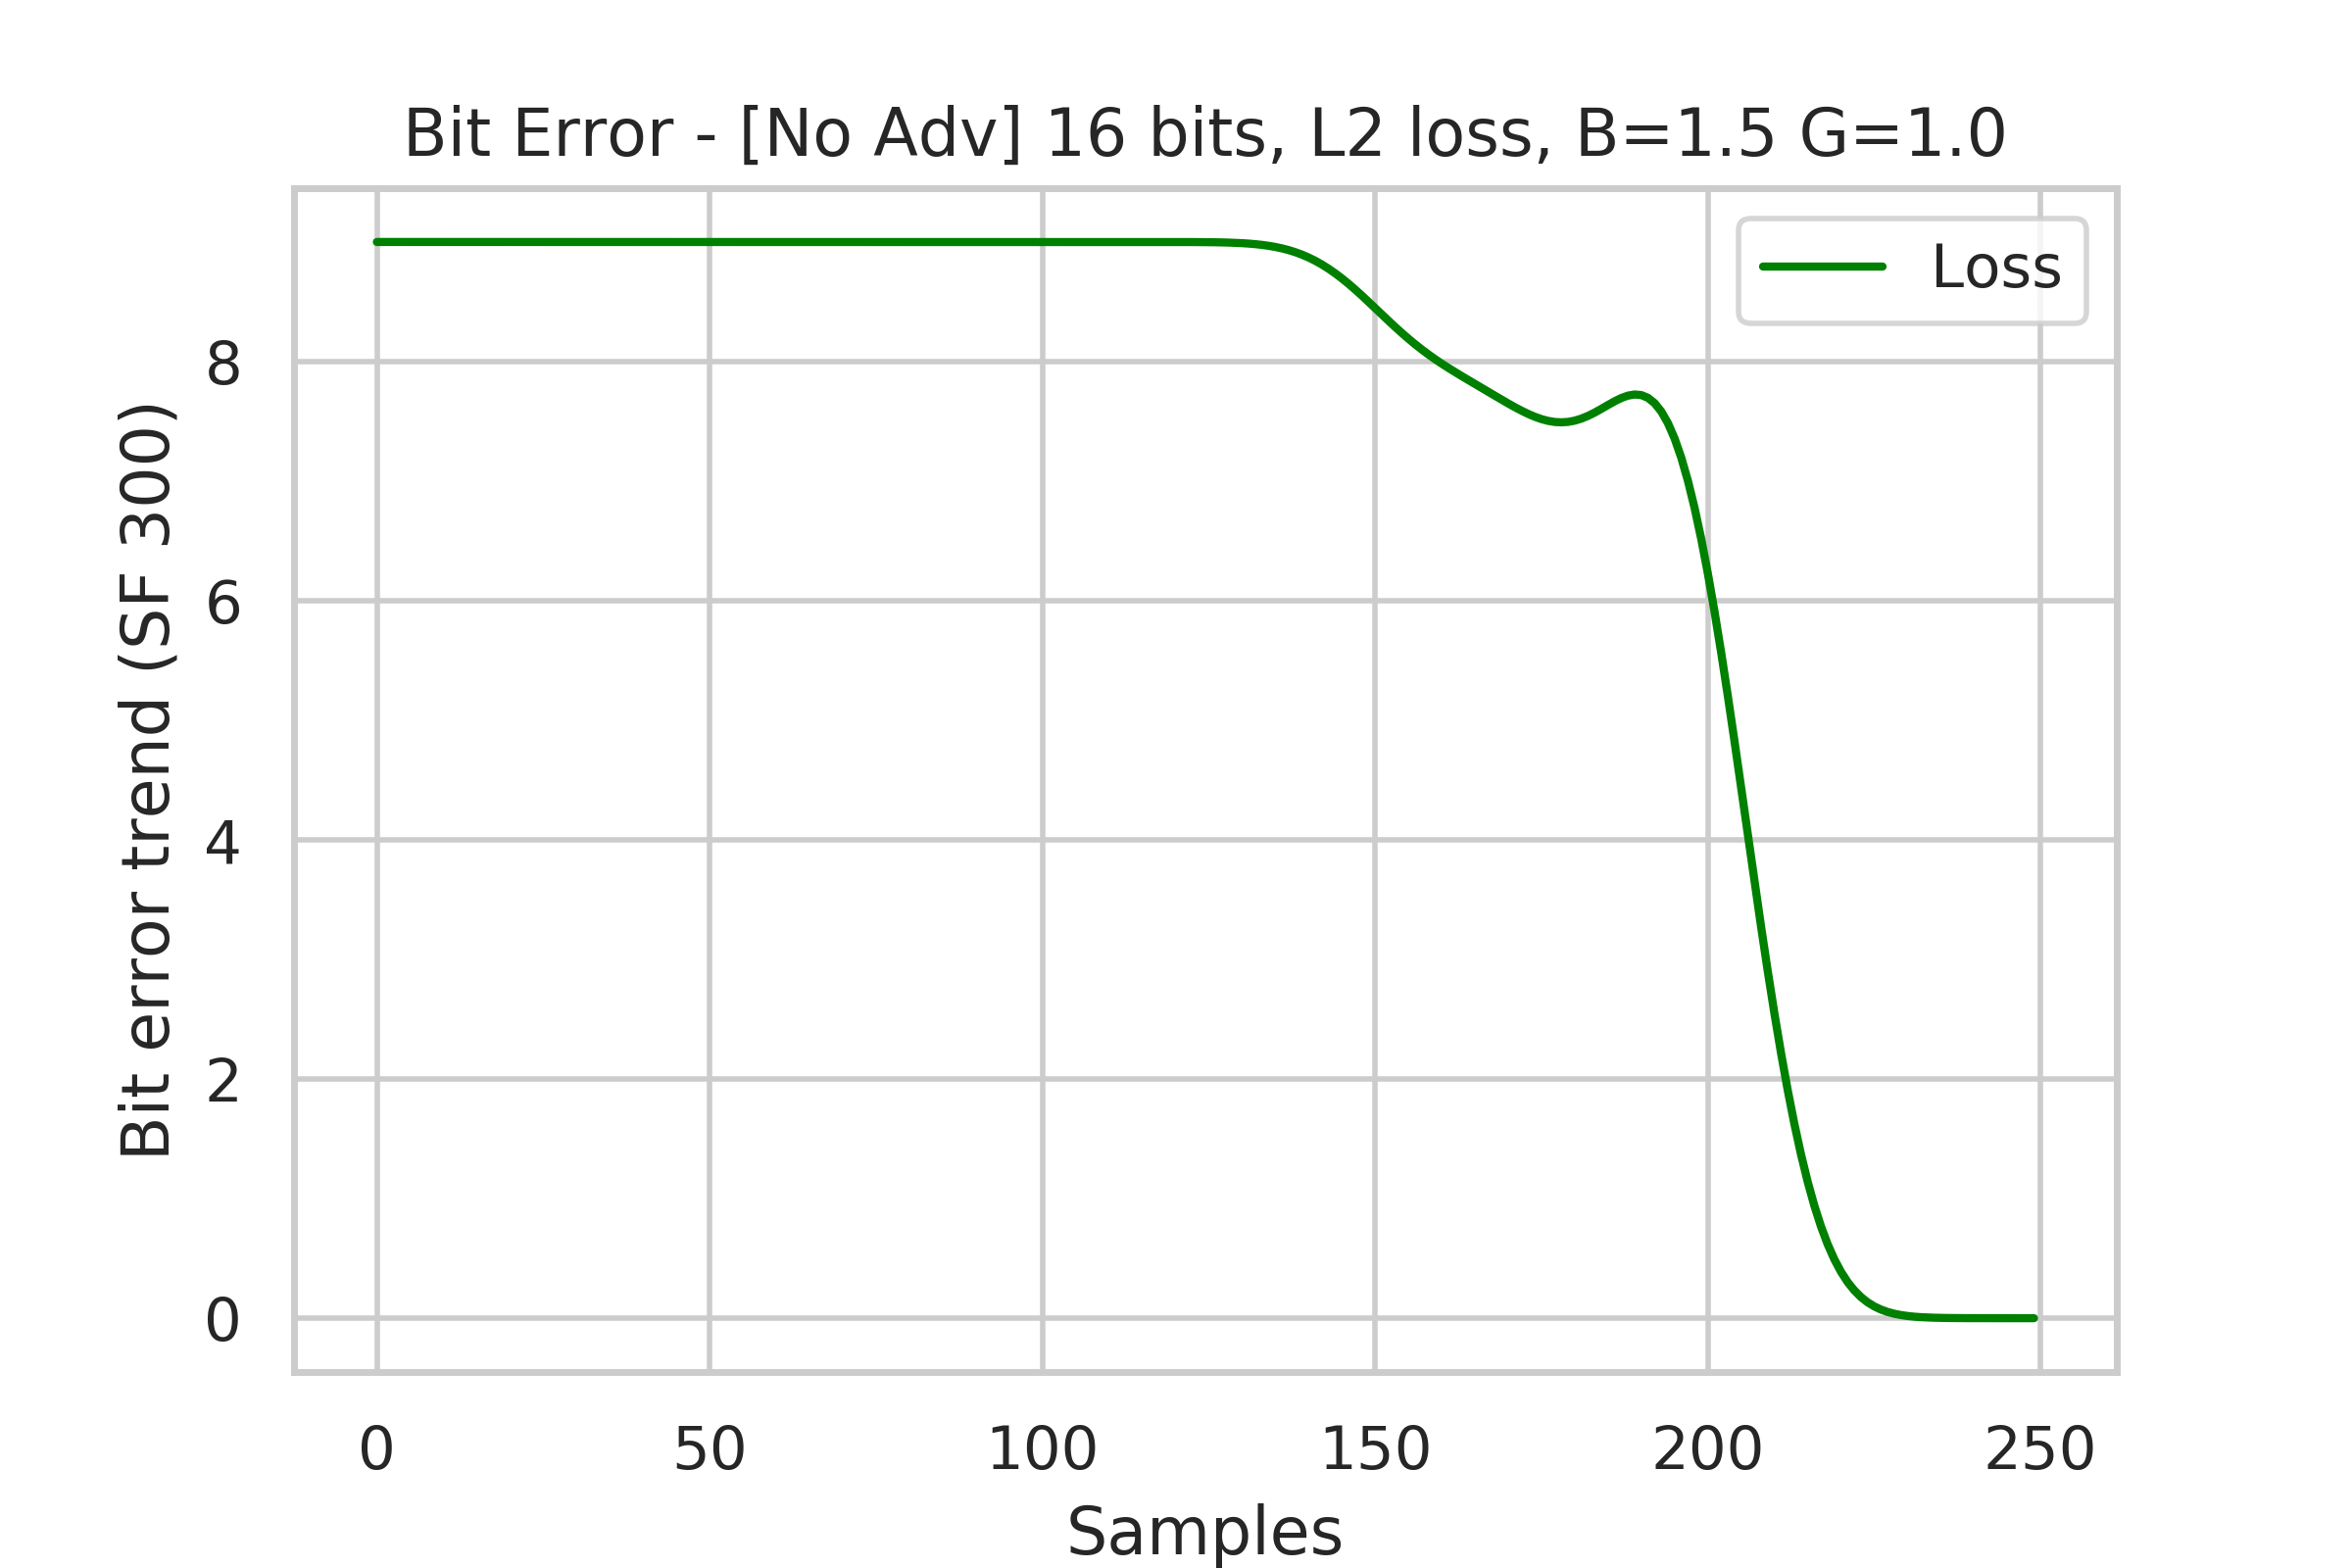 Bit Error - [No Adv] 16 bits, L2 loss, B=1.5 G=1.0
Loss
Bit error trend (SF 300)
8
6
4
2
0
0 50 100 150 200 250
Samples